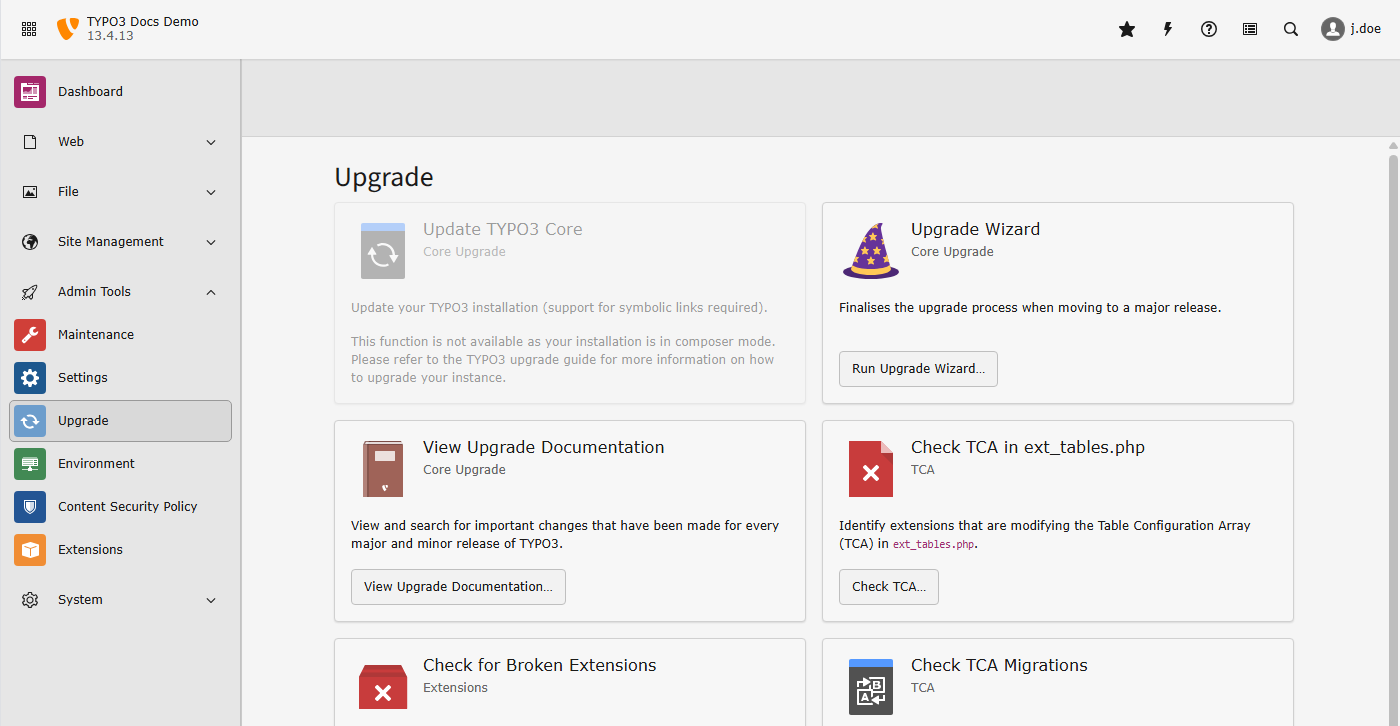 TYPO3 Docs Demo
13.4.13
j.doe
Dashboard
Web
File
Site Management
Admin Tools
Maintenance
Settings
Upgrade
Environment
Content Security Policy
Extensions
System
Upgrade
Update TYPO3 Core
Core Upgrade
Update your TYPO3 installation (support for symbolic links required).
This function is not available as your installation is in composer mode.
Please refer to the TYPO3 upgrade guide for more information on how
to upgrade your instance.
Upgrade Wizard
Core Upgrade
Finalises the upgrade process when moving to a major release.
Run Upgrade Wizard…
View Upgrade Documentation
Core Upgrade
View and search for important changes that have been made for every
major and minor release of TYPO3.
View Upgrade Documentation…
Check TCA in ext_tables.php
TCA
Identify extensions that are modifying the Table Configuration Array
(TCA) in ext_tables.php.
Check TCA…
Check for Broken Extensions
Extensions
Check TCA Migrations
TCA
B
A